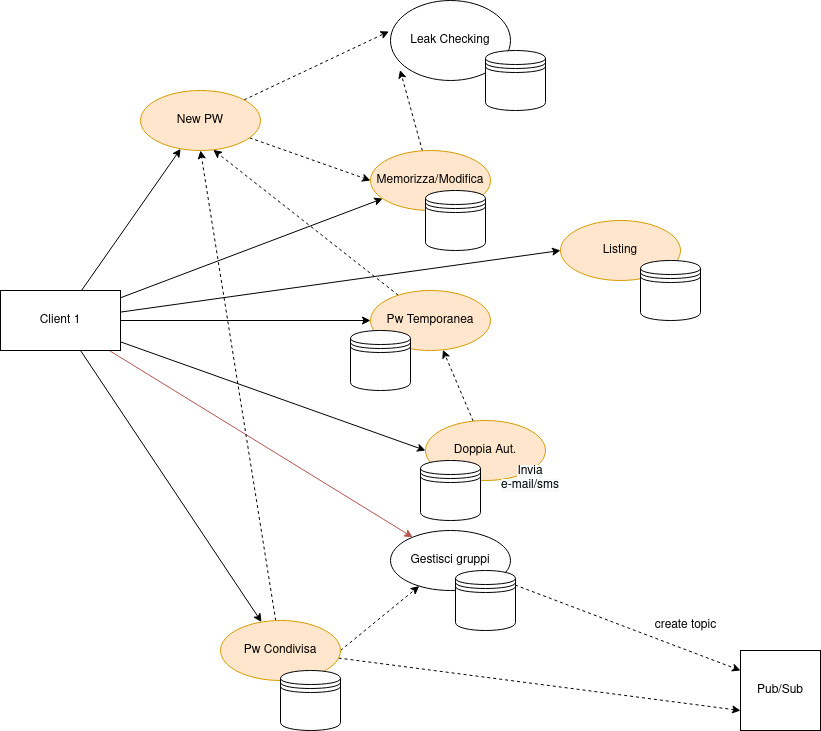 Leak Checking
New PW
Memorizza/Modifica
Listing
Client 1
Pw Temporanea
Doppia Aut.
Invia
e-mail/sms
Gestisci gruppi
create topic
Pw Condivisa
Pub/Sub